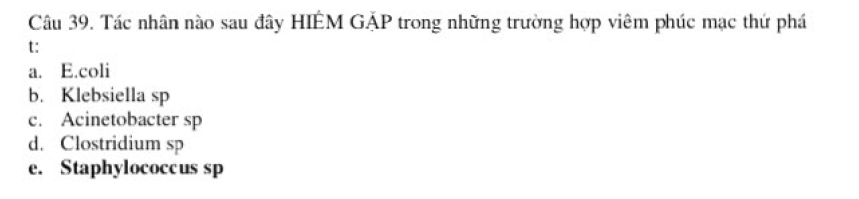 Câu 39. Tác nhân nào sau đây HIẾM GẶP trong những trường hợp viêm phúc mạc thứ phá
t:
a. E.coli
b. Klebsiella sp
c. Acinetobacter sp
d. Clostridium sp
e. Staphylococcus sp